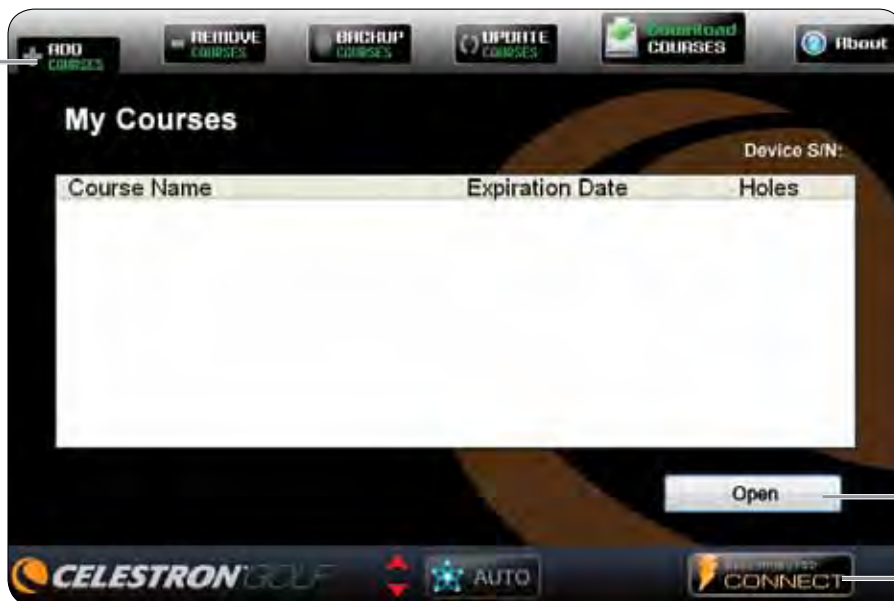 ADD
COURSES
REMOVE
COURSES
BACKUP
COURSES
UPDATE
COURSES
Download
COURSES
About
My Courses
Device S/N:
Course Name Expiration Date Holes
Open
CELESTRON GOLF
AUTO
CONNECT